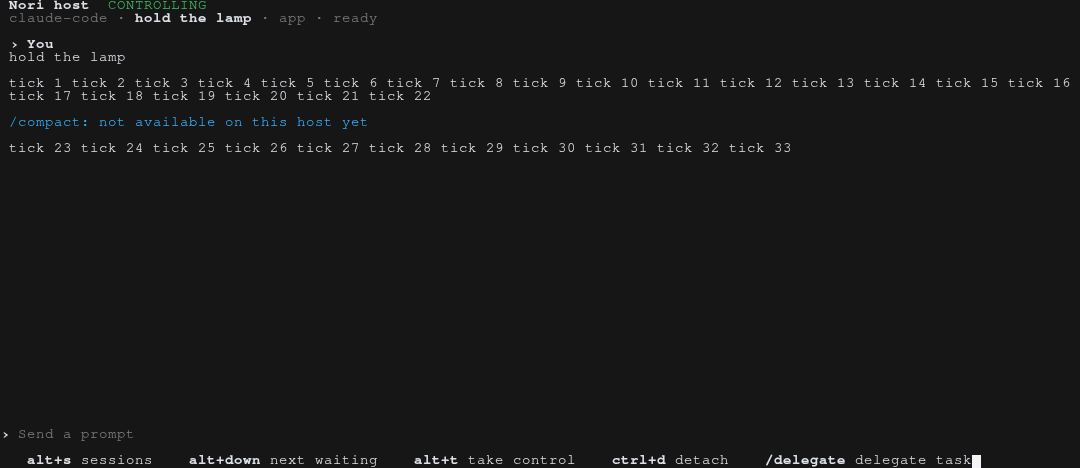 Nori host CONTROLLING
claude-code · hold the lamp · app · ready
› You
hold the lamp
tick 1 tick 2 tick 3 tick 4 tick 5 tick 6 tick 7 tick 8 tick 9 tick 10 tick 11 tick 12 tick 13 tick 14 tick 15 tick 16
tick 17 tick 18 tick 19 tick 20 tick 21 tick 22
/compact: not available on this host yet
tick 23 tick 24 tick 25 tick 26 tick 27 tick 28 tick 29 tick 30 tick 31 tick 32 tick 33
› Send a prompt
alt+s sessions alt+down next waiting alt+t take control ctrl+d detach /delegate delegate task